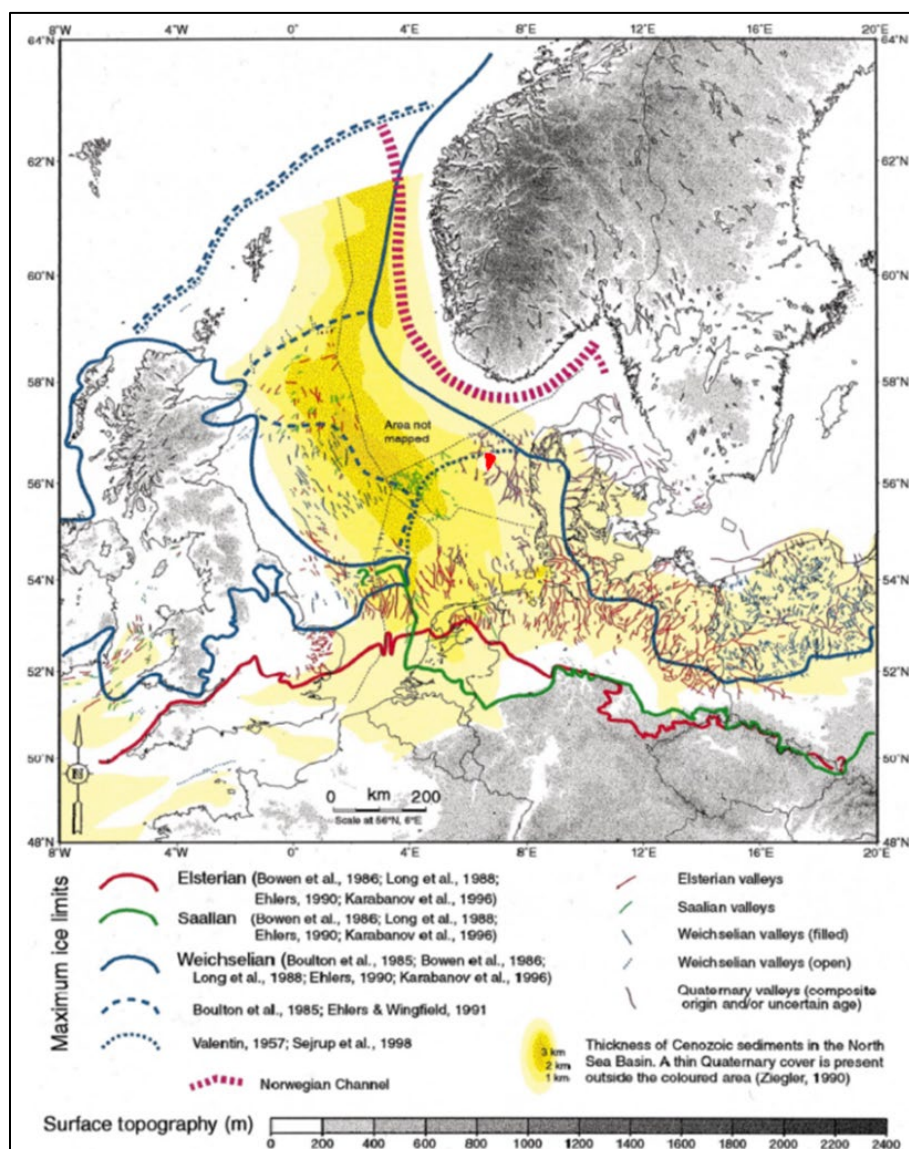 8°W 4°W 0° 4°E 8°E 12°E 16°E 20°E
64°N 64°N
62°N 62°N
60°N 60°N
58°N 58°N
Area not
mapped
56°N 56°N
54°N 54°N
?
52°N 52°N
50°N 50°N
?
0 km 200
Scale at 56°N, 6°E
48°N 48°N
8°W 4°W 0° 4°E 8°E 12°E 16°E 20°E
Maximum ice limits
Elsterian (Bowen et al., 1986; Long et al., 1988;
Ehlers, 1990; Karabanov et al., 1996)
Saalian (Bowen et al., 1986; Long et al., 1988;
Ehlers, 1990; Karabanov et al., 1996)
Weichselian (Boulton et al., 1985; Bowen et al., 1986;
Long et al., 1988; Ehlers, 1990; Karabanov et al., 1996)
Boulton et al., 1985; Ehlers & Wingfield, 1991
Valentin, 1957; Sejrup et al., 1998
Norwegian Channel
Elsterian valleys
Saalian valleys
Weichselian valleys (filled)
Weichselian valleys (open)
Quaternary valleys (composite
origin and/or uncertain age)
3 km
2 km
1 km
Thickness of Cenozoic sediments in the North
Sea Basin. A thin Quaternary cover is present
outside the coloured area (Ziegler, 1990)
Surface topography (m)
0 200 400 600 800 1000 1200 1400 1600 1800 2000 2200 2400